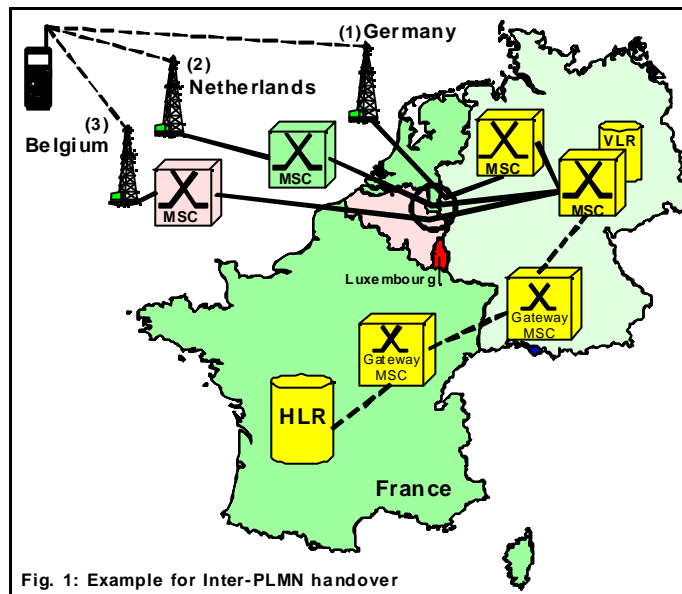 (1) Germany
(2)
Netherlands
(3)
Belgium
MSC
MSC
MSC
VLR
MSC
Luxembourg
Gateway
MSC
Gateway
MSC
HLR
France
Fig. 1: Example for Inter-PLMN handover